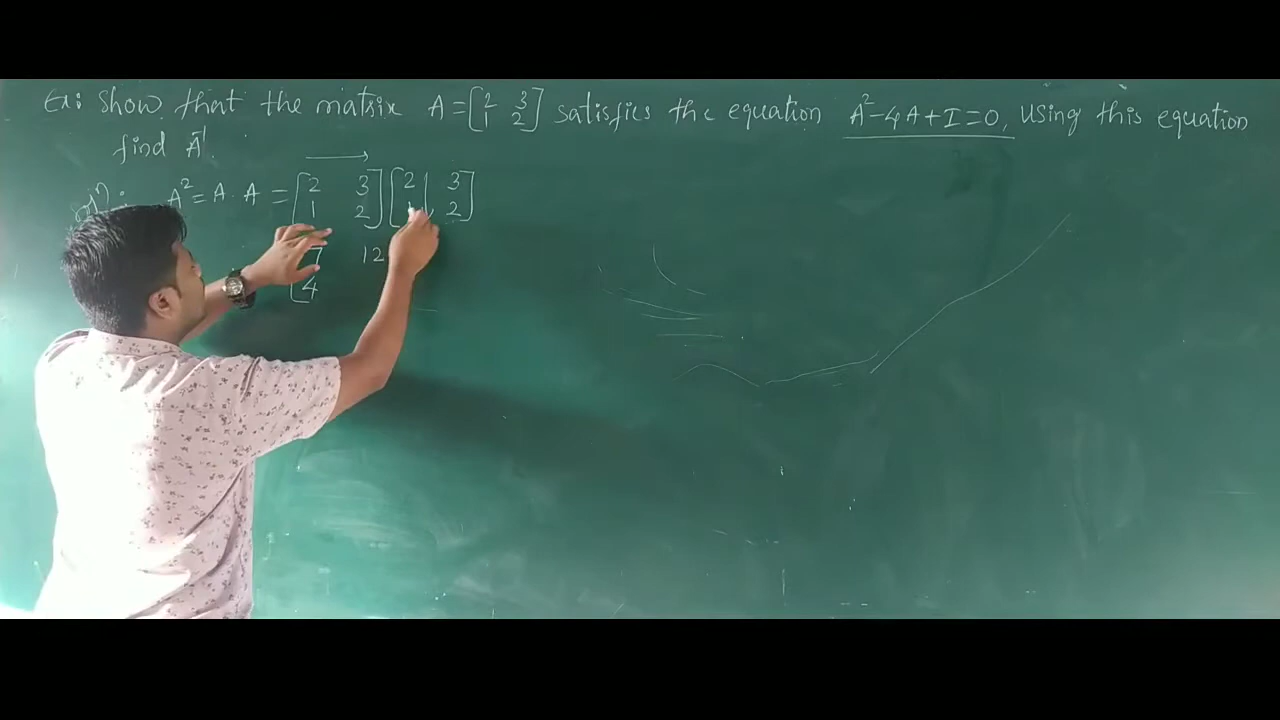 Ex: Show that the matrix A = [2 3 1 2] satisfies the equation A² - 4A + I = 0, using this equation
find A⁻¹.
Solⁿ: A² = A . A = [2 3 1 2] [2 3 1 2]
[7 12
4